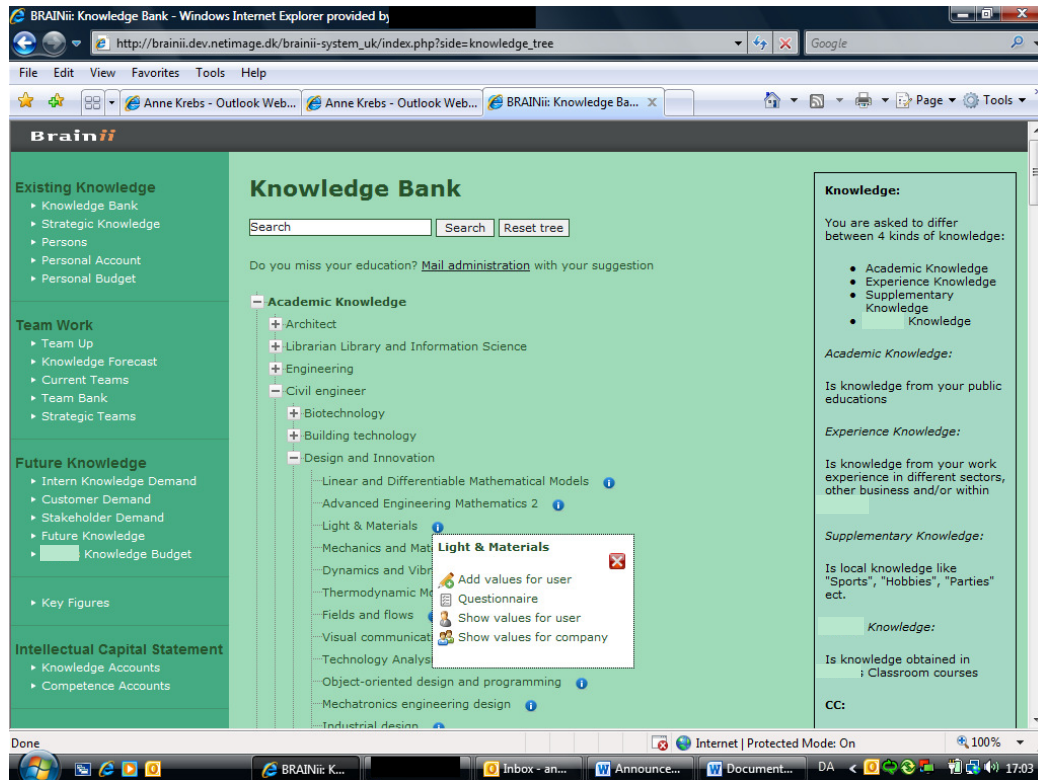 BRAINii: Knowledge Bank - Windows Internet Explorer provided by
http://brainii.dev.netimage.dk/brainii-system_uk/index.php?side=knowledge_tree
Google
File Edit View Favorites Tools Help
Anne Krebs - Outlook Web...
Anne Krebs - Outlook Web...
BRAINii: Knowledge Ba...
Page
Tools
Brainii
Existing Knowledge
Knowledge Bank
Strategic Knowledge
Persons
Personal Account
Personal Budget
Team Work
Team Up
Knowledge Forecast
Current Teams
Team Bank
Strategic Teams
Future Knowledge
Intern Knowledge Demand
Customer Demand
Stakeholder Demand
Future Knowledge
Knowledge Budget
Key Figures
Intellectual Capital Statement
Knowledge Accounts
Competence Accounts
Knowledge Bank
Search
Search
Reset tree
Do you miss your education? Mail administration with your suggestion
Academic Knowledge
Architect
Librarian Library and Information Science
Engineering
Civil engineer
Biotechnology
Building technology
Design and Innovation
Linear and Differentiable Mathematical Models
Advanced Engineering Mathematics 2
Light & Materials
Mechanics and Mat
Dynamics and Vibr
Thermodynamic Mo
Fields and flows
Visual communicati
Technology Analys
Object-oriented design and programming
Mechatronics engineering design
Industrial design
Light & Materials
Add values for user
Questionnaire
Show values for user
Show values for company
Knowledge:
You are asked to differ
between 4 kinds of knowledge:
Academic Knowledge
Experience Knowledge
Supplementary
Knowledge
Knowledge
Academic Knowledge:
Is knowledge from your public
educations
Experience Knowledge:
Is knowledge from your work
experience in different sectors,
other business and/or within
Supplementary Knowledge:
Is local knowledge like
"Sports", "Hobbies", "Parties"
ect.
Knowledge:
Is knowledge obtained in
Classroom courses
CC:
Done
Internet | Protected Mode: On
100%
BRAINii: K...
Inbox - an...
Announce...
Document...
DA
17:03